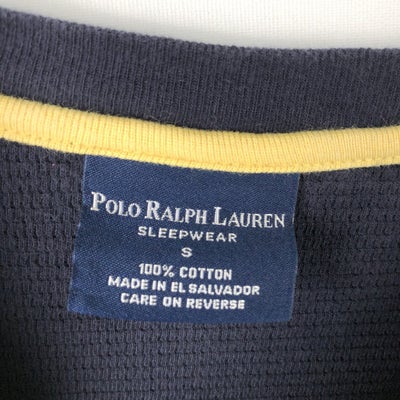 POLO RALPH LAUREN
SLEEPWEAR
S
100% COTTON
MADE IN EL SALVADOR
CARE ON REVERSE